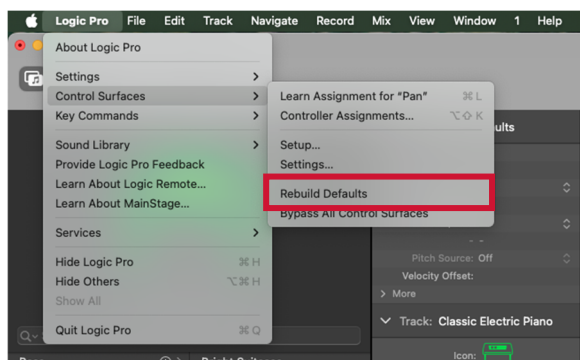 Logic Pro File Edit Track Navigate Record Mix View Window 1 Help
About Logic Pro
Settings >
Control Surfaces >
Key Commands >
Sound Library >
Provide Logic Pro Feedback
Learn About Logic Remote...
Learn About MainStage...
Services >
Hide Logic Pro ⌘ H
Hide Others ⌥⌘ H
Show All
Quit Logic Pro ⌘ Q
Learn Assignment for “Pan” ⌘ L
Controller Assignments... ⌥⇧ K
Setup...
Settings...
Rebuild Defaults
Bypass All Control Surfaces
ults
Pitch Source: Off
Velocity Offset:
> More
Track: Classic Electric Piano
Icon: